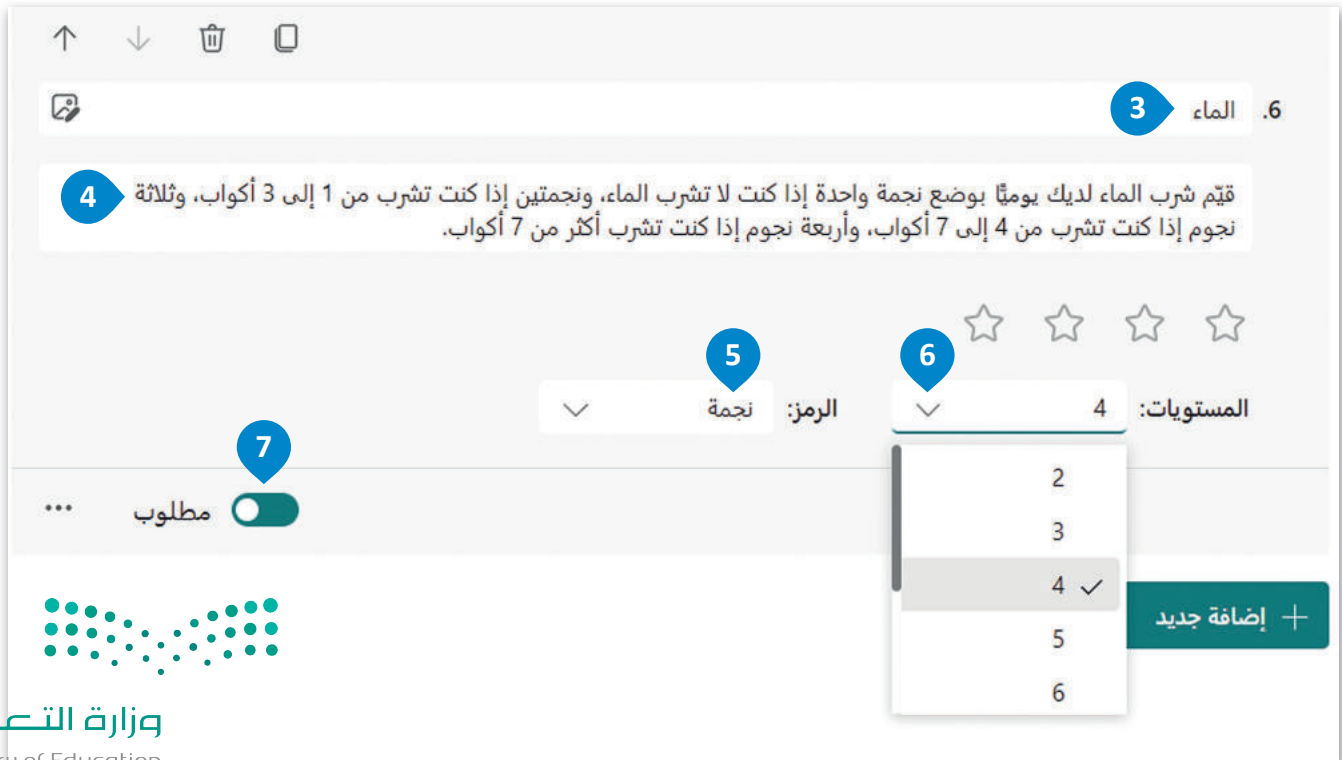 6. الماء
3
قيّم شرب الماء لديك يوميًّا بوضع نجمة واحدة إذا كنت لا تشرب الماء، ونجمتين إذا كنت تشرب من 1 إلى 3 أكواب، وثلاثة
نجوم إذا كنت تشرب من 4 إلى 7 أكواب، وأربعة نجوم إذا كنت تشرب أكثر من 7 أكواب.
4
6
5
المستويات: 4
الرمز: نجمة
2
3
4
5
6
7
مطلوب
إضافة جديد
وزارة
Education